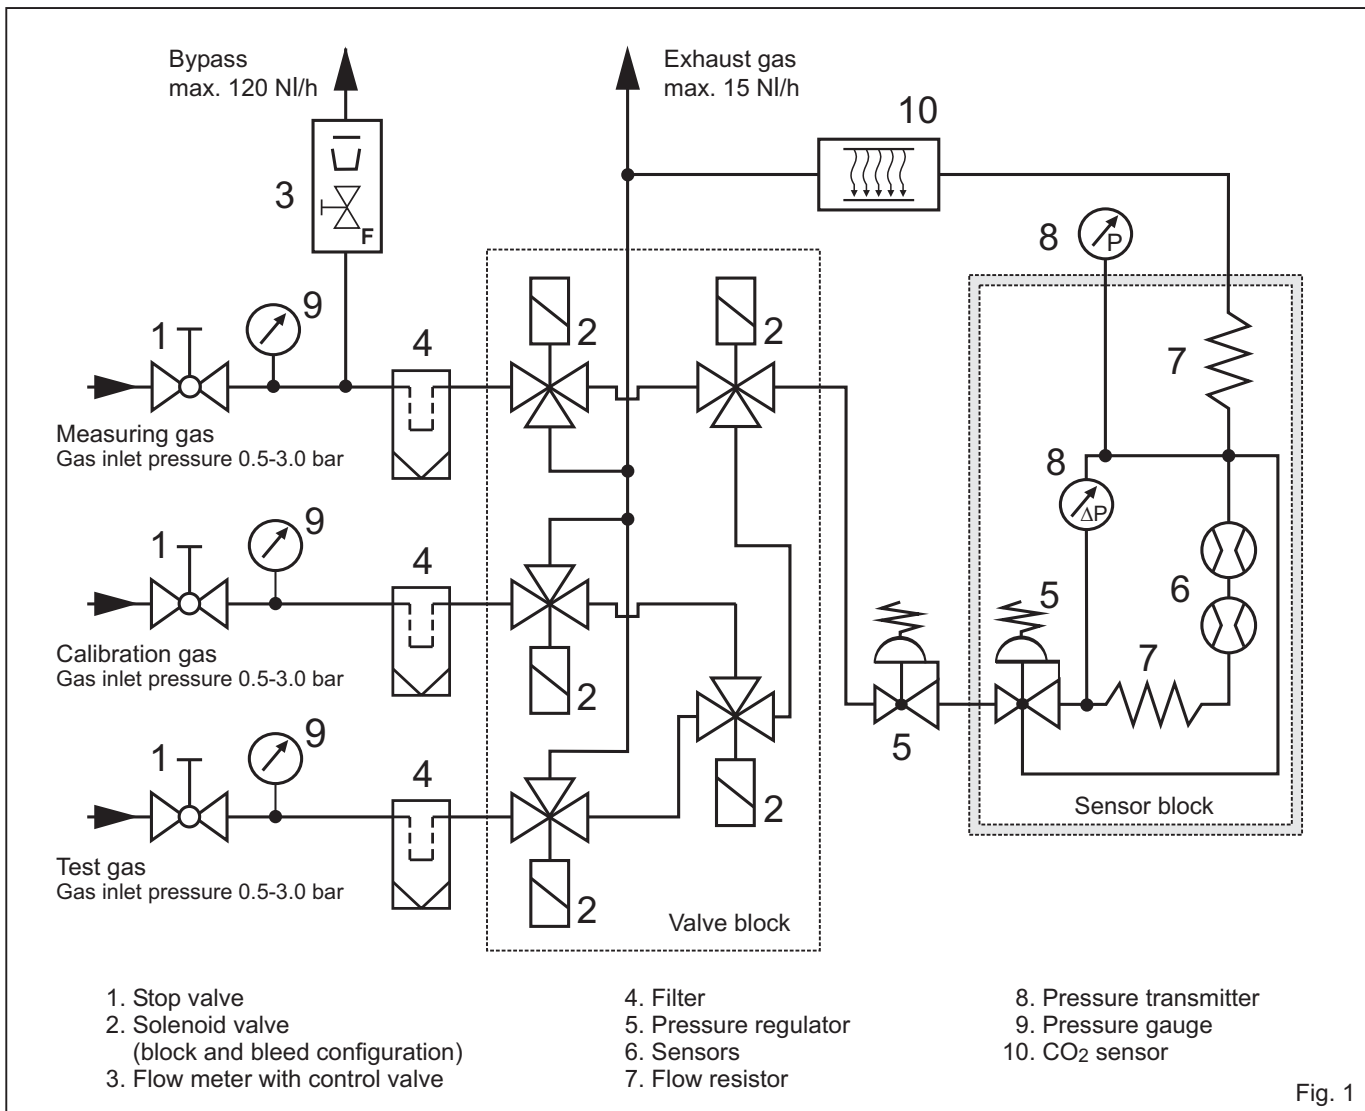 Bypass
max. 120 Nl/h
Exhaust gas
max. 15 Nl/h
10
3
F
8
P
1
9
4
2
2
7
Measuring gas
Gas inlet pressure 0.5-3.0 bar
8
ΔP
1
9
4
6
5
Calibration gas
Gas inlet pressure 0.5-3.0 bar
2
7
1
9
4
5
2
Sensor block
Test gas
Gas inlet pressure 0.5-3.0 bar
2
Valve block
1. Stop valve
2. Solenoid valve
(block and bleed configuration)
3. Flow meter with control valve
4. Filter
5. Pressure regulator
6. Sensors
7. Flow resistor
8. Pressure transmitter
9. Pressure gauge
10. CO2 sensor
Fig. 1